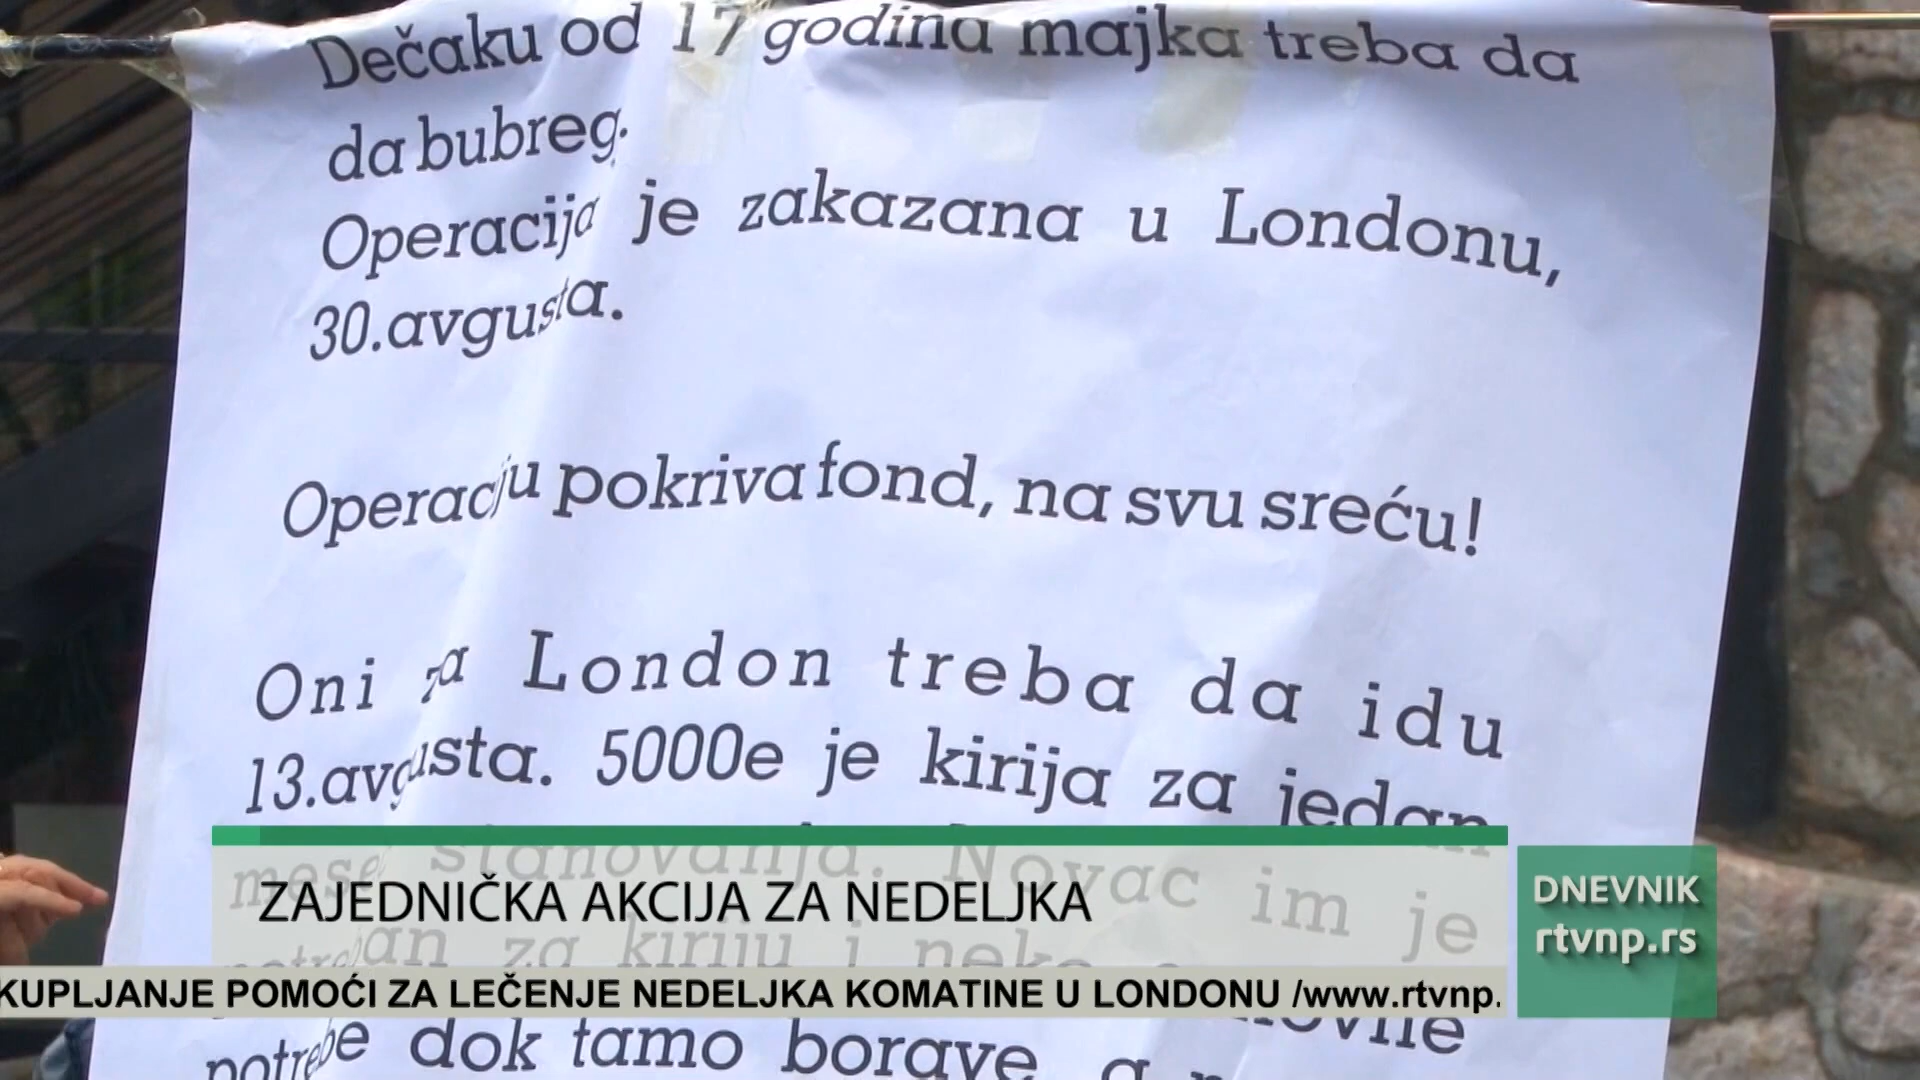 Dečaku od 17 godina majka treba da
da bubreg.
Operacija je zakazana u Londonu,
30.avgusta.
Operaciju pokriva fond, na svu sreću!
Oni za London treba da idu
13.avgusta. 5000e je kirija za jedan
mesec stanovanja. Novac im je
potreban za kiriju i neke
ZAJEDNIČKA AKCIJA ZA NEDELJKA
DNEVNIK
rtvnp.rs
KUPLJANJE POMOĆI ZA LEČENJE NEDELJKA KOMATINE U LONDONU /www.rtvnp.
potrebe dok tamo borave, a